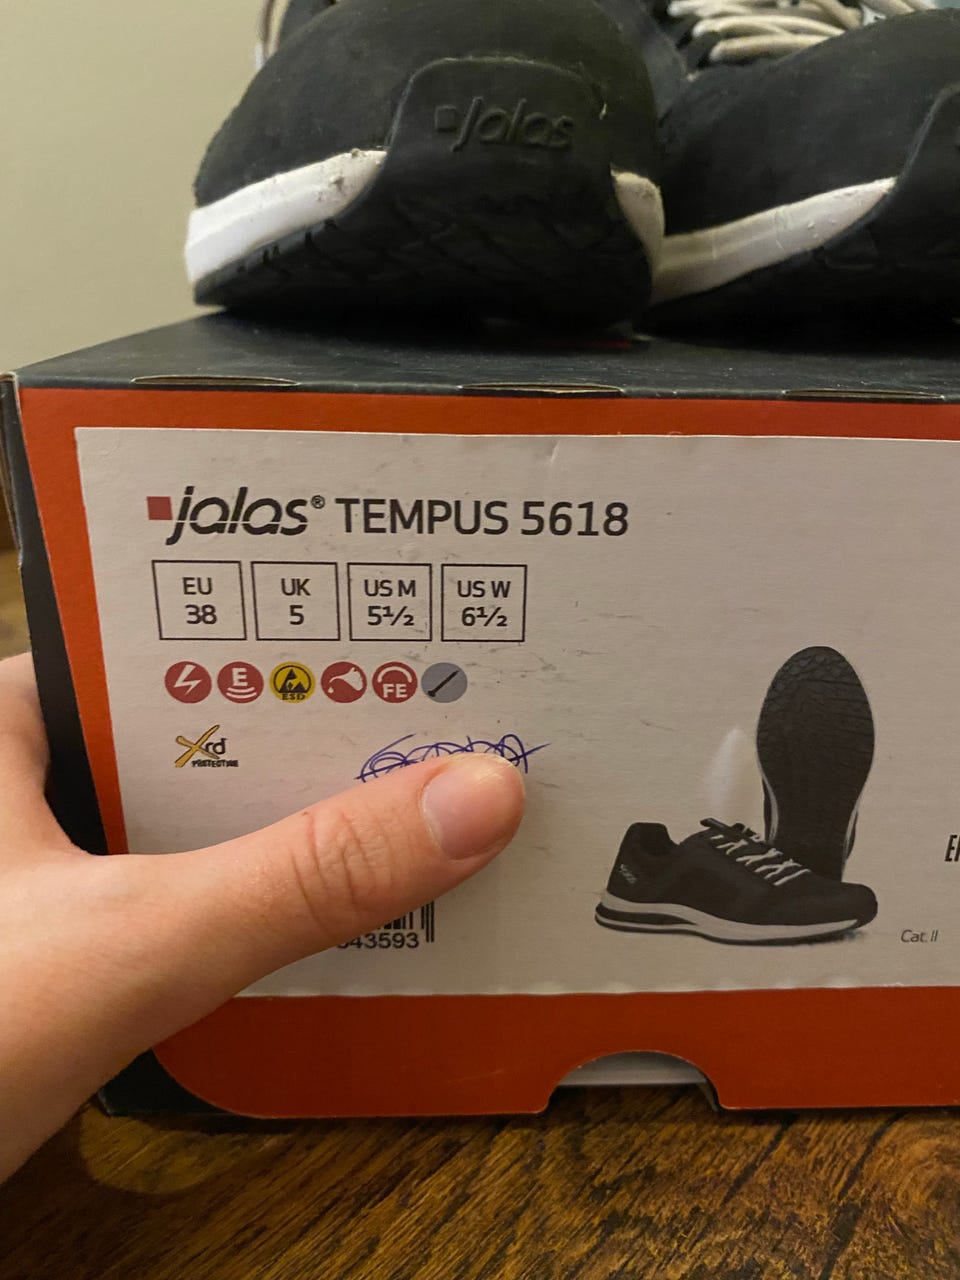 jalas
jalas® TEMPUS 5618
EU UK US M US W
38 5 5½ 6½
E ESD FE
xrd
PROTECTION
43593
Cat. II